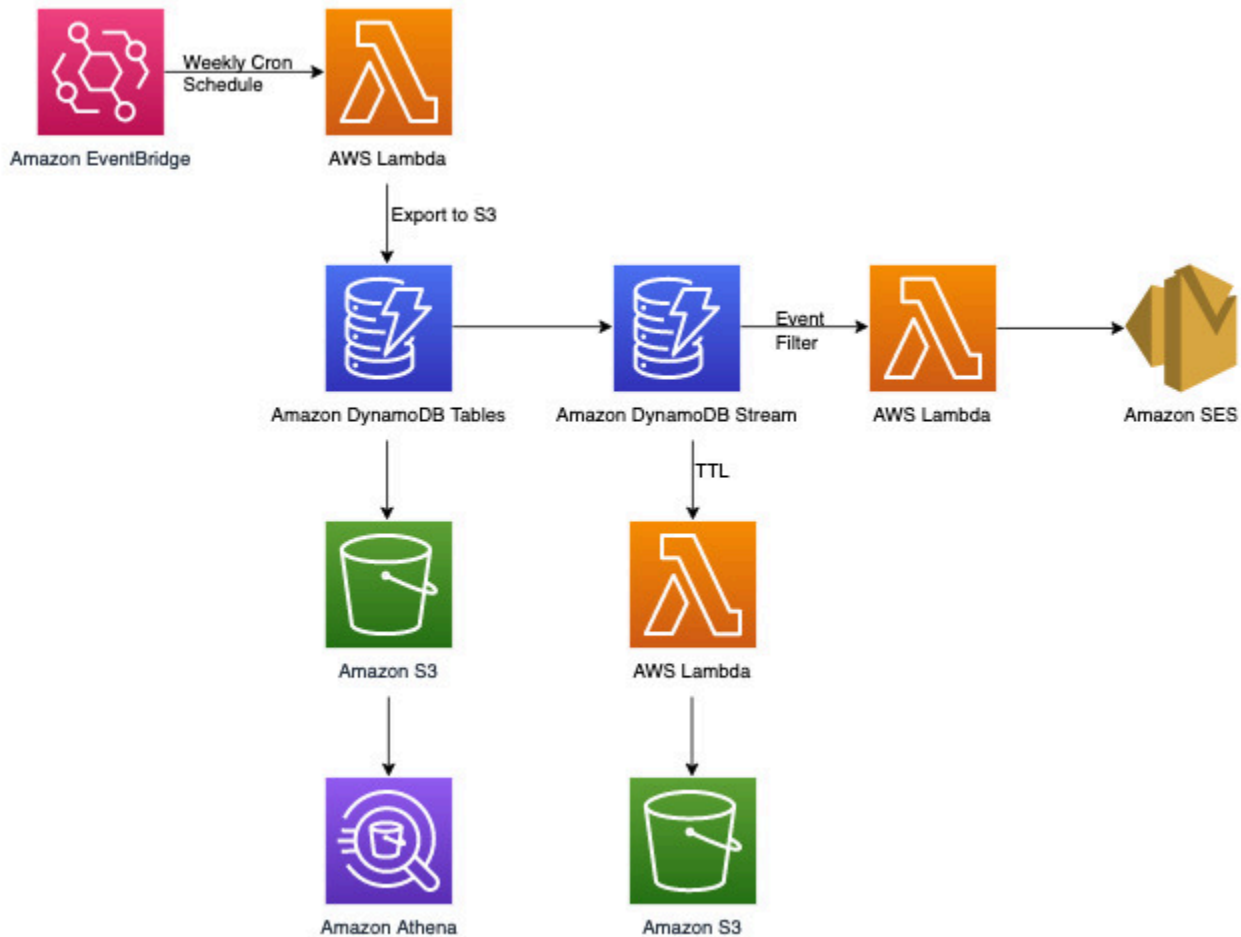 Weekly Cron
Schedule
Amazon EventBridge
AWS Lambda
Export to S3
Event
Filter
Amazon DynamoDB Tables
Amazon DynamoDB Stream
AWS Lambda
Amazon SES
TTL
Amazon S3
AWS Lambda
Amazon Athena
Amazon S3